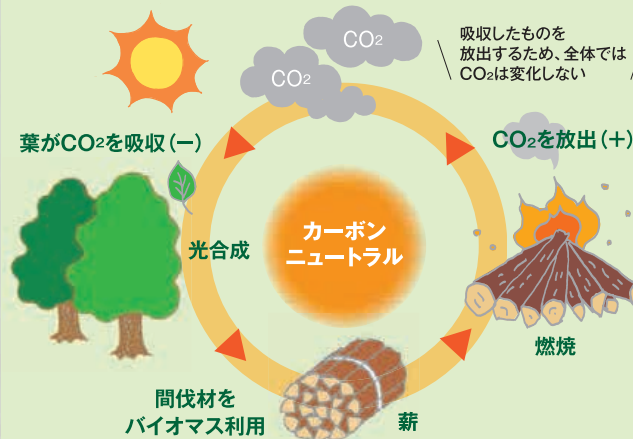 CO2
CO2
吸収したものを
放出するため、全体では
CO2は変化しない
葉がCO2を吸収(ー)
CO2を放出(+)
光合成
カーボン
ニュートラル
燃焼
間伐材を
バイオマス利用
薪